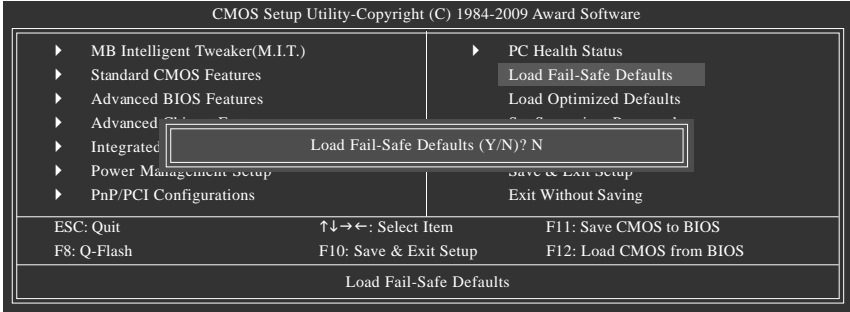 CMOS Setup Utility-Copyright (C) 1984-2009 Award Software
MB Intelligent Tweaker(M.I.T.)
Standard CMOS Features
Advanced BIOS Features
Advanced
Integrated
Power Management Setup
PnP/PCI Configurations
PC Health Status
Load Fail-Safe Defaults
Load Optimized Defaults
Save & Exit Setup
Exit Without Saving
Load Fail-Safe Defaults (Y/N)? N
ESC: Quit ↑↓→←: Select Item F11: Save CMOS to BIOS
F8: Q-Flash F10: Save & Exit Setup F12: Load CMOS from BIOS
Load Fail-Safe Defaults